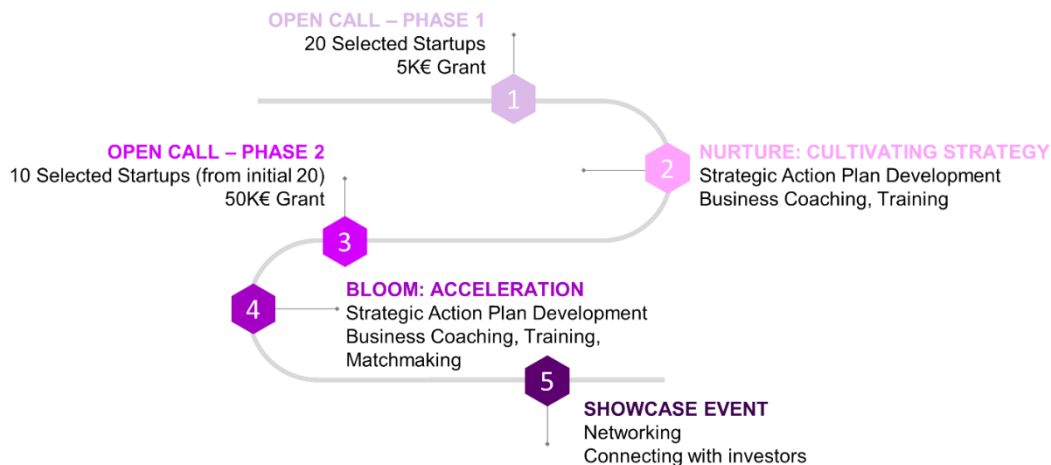 OPEN CALL – PHASE 1
20 Selected Startups
5K€ Grant
1
NURTURE: CULTIVATING STRATEGY
Strategic Action Plan Development
Business Coaching, Training
2
OPEN CALL – PHASE 2
10 Selected Startups (from initial 20)
50K€ Grant
3
BLOOM: ACCELERATION
Strategic Action Plan Development
Business Coaching, Training,
Matchmaking
4
5
SHOWCASE EVENT
Networking
Connecting with investors